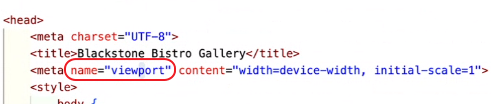 <head>
<meta charset="UTF-8">
<title>Blackstone Bistro Gallery</title>
<meta name="viewport" content="width=device-width, initial-scale=1">
<style>
body {